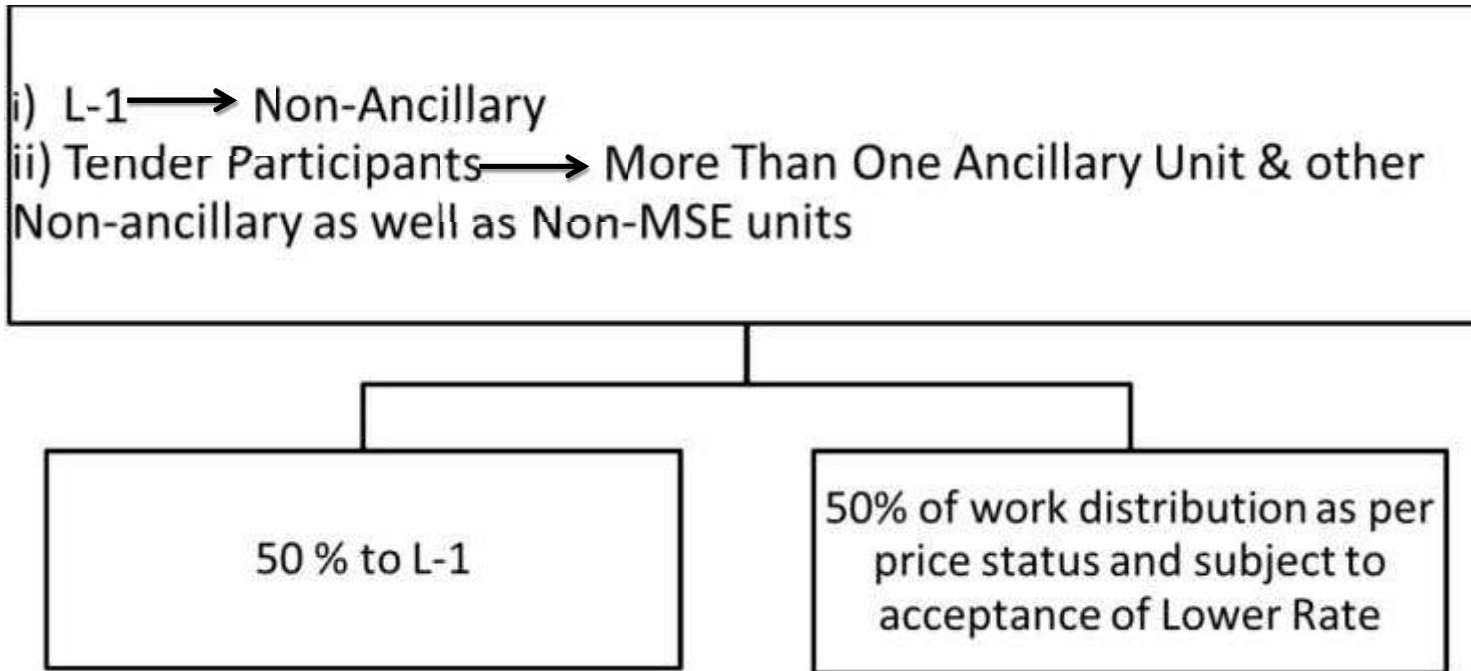 i) L-1 → Non-Ancillary
ii) Tender Participants → More Than One Ancillary Unit & other
Non-ancillary as well as Non-MSE units
50 % to L-1
50% of work distribution as per
price status and subject to
acceptance of Lower Rate